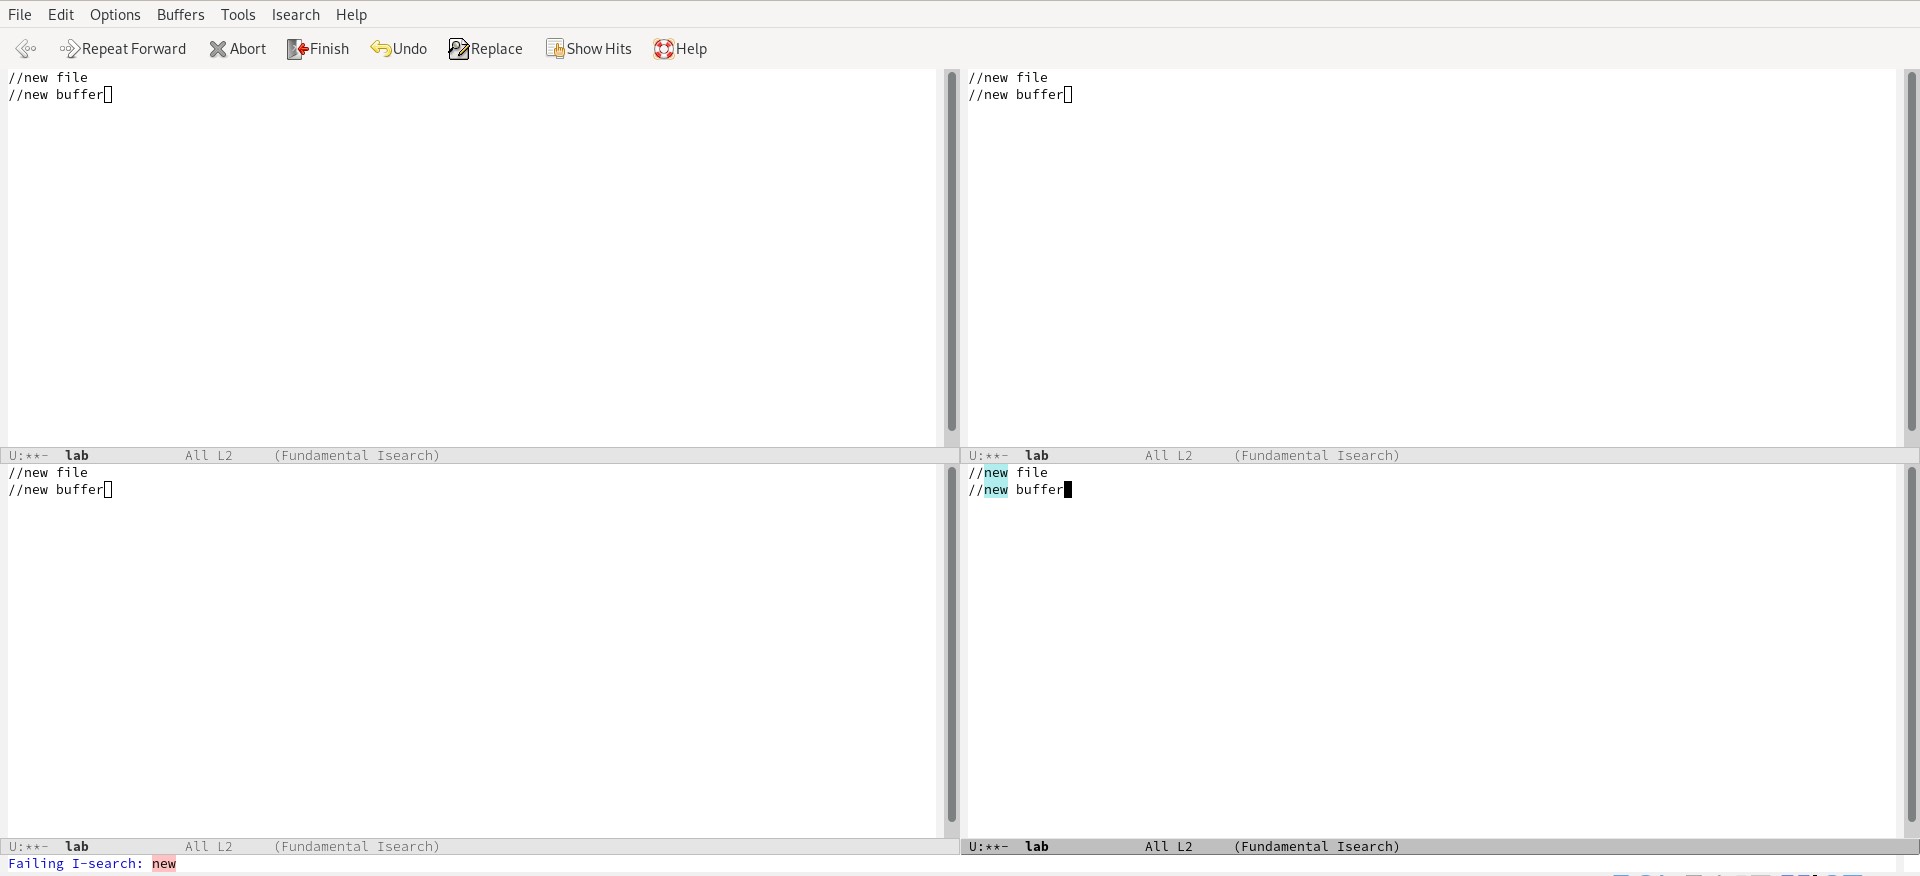 File Edit Options Buffers Tools Isearch Help
Repeat Forward Abort Finish Undo Replace Show Hits Help
//new file
//new buffer
U:**- lab All L2 (Fundamental Isearch)
//new file
//new buffer
U:**- lab All L2 (Fundamental Isearch)
//new file
//new buffer
U:**- lab All L2 (Fundamental Isearch)
//new file
//new buffer
U:**- lab All L2 (Fundamental Isearch)
Failing I-search: new